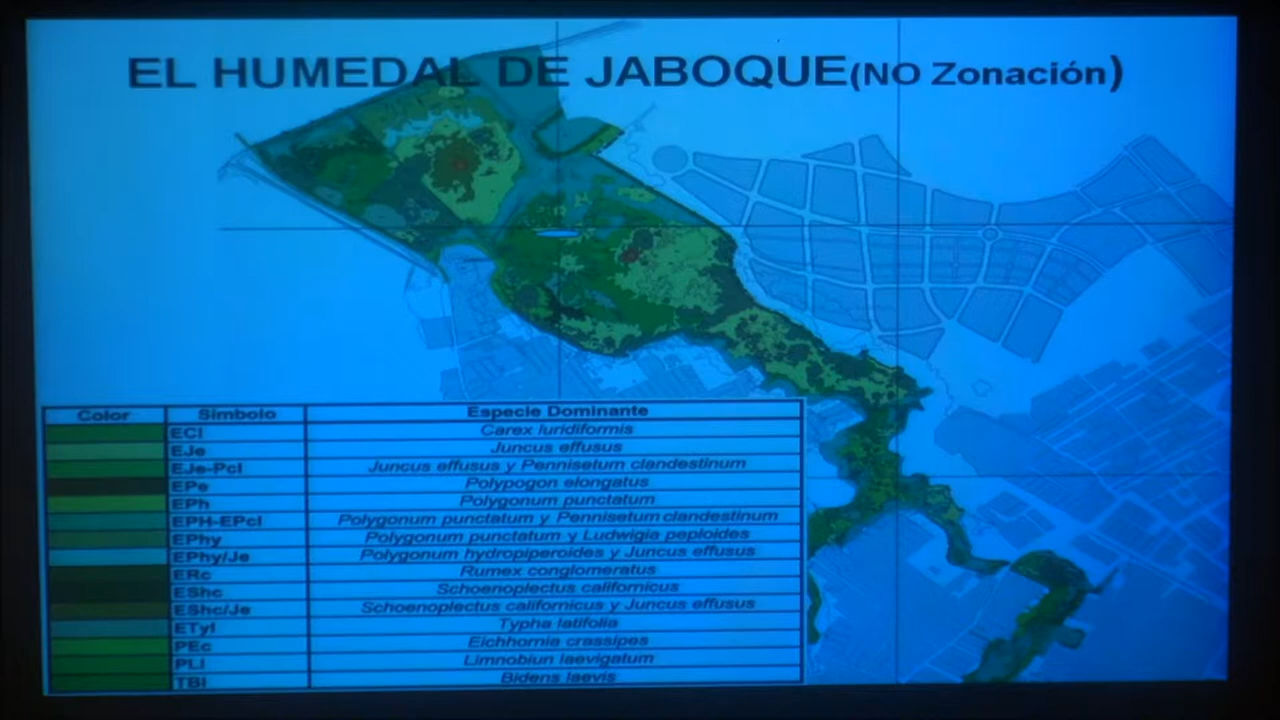 EL HUMEDAL DE JABOQUE(NO Zonación)
Color Simbolo Especie Dominante
ECl Carex luridiformis
EJe Juncus effusus
EJe-Pcl Juncus effusus y Pennisetum clandestinum
EPe Polypogon elongatus
EPh Polygonum punctatum
EPH-EPcl Polygonum punctatum y Pennisetum clandestinum
EPhy Polygonum punctatum y Ludwigia peploides
EPhy/Je Polygonum hydropiperoides y Juncus effusus
ERc Rumex conglomeratus
EShc Schoenoplectus californicus
EShc/Je Schoenoplectus californicus y Juncus effusus
ETyl Typha latifolia
PEc Eichhornia crassipes
PLl Limnobiun laevigatum
TBl Bidens laevis